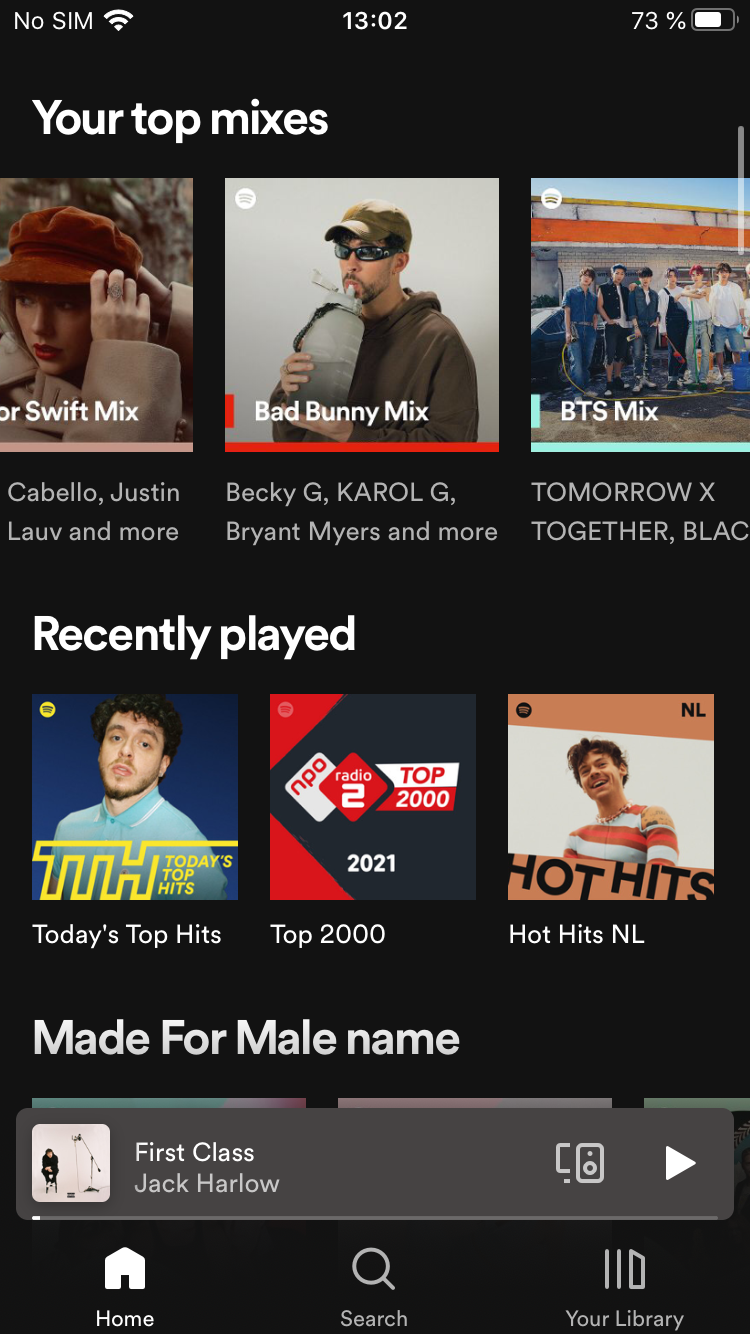 No SIM 13:02 73 %
Your top mixes
or Swift Mix
Bad Bunny Mix
BTS Mix
Cabello, Justin
Lauv and more
Becky G, KAROL G,
Bryant Myers and more
TOMORROW X
TOGETHER, BLAC
Recently played
TTH TODAY'S
TOP
HITS
npo radio 2 TOP
2000
2021
NL
HOT HITS
Today's Top Hits
Top 2000
Hot Hits NL
Made For Male name
First Class
Jack Harlow
Home
Search
Your Library